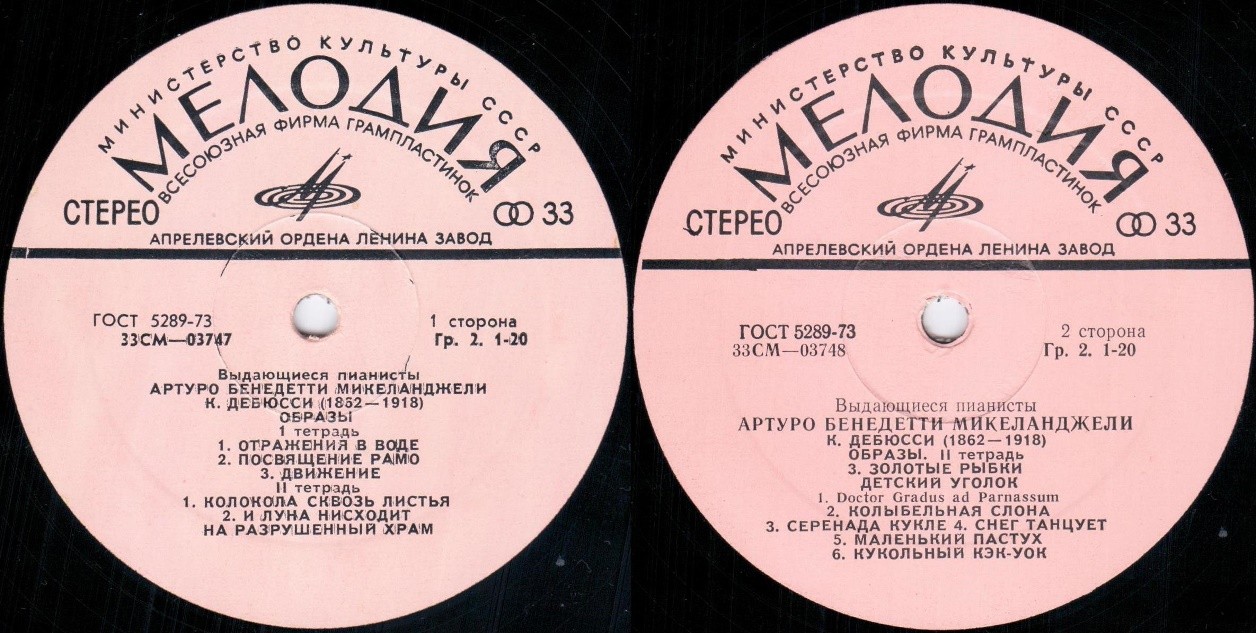 МИНИСТЕРСТВО КУЛЬТУРЫ СССР
МЕЛОДИЯ
ВСЕСОЮЗНАЯ ФИРМА ГРАМПЛАСТИНОК
СТЕРЕО
33
АПРЕЛЕВСКИЙ ОРДЕНА ЛЕНИНА ЗАВОД
ГОСТ 5289-73
1 сторона
33СМ—03747
Гр. 2. 1-20
Выдающиеся пианисты
АРТУРО БЕНЕДЕТТИ МИКЕЛАНДЖЕЛИ
К. ДЕБЮССИ (1862—1918)
ОБРАЗЫ
1 тетрадь
1. ОТРАЖЕНИЯ В ВОДЕ
2. ПОСВЯЩЕНИЕ РАМО
3. ДВИЖЕНИЕ
II тетрадь
1. КОЛОКОЛА СКВОЗЬ ЛИСТЬЯ
2. И ЛУНА НИСХОДИТ
НА РАЗРУШЕННЫЙ ХРАМ
МИНИСТЕРСТВО КУЛЬТУРЫ СССР
МЕЛОДИЯ
ВСЕСОЮЗНАЯ ФИРМА ГРАМПЛАСТИНОК
СТЕРЕО
33
АПРЕЛЕВСКИЙ ОРДЕНА ЛЕНИНА ЗАВОД
ГОСТ 5289-73
2 сторона
33СМ—03748
Гр. 2. 1-20
Выдающиеся пианисты
АРТУРО БЕНЕДЕТТИ МИКЕЛАНДЖЕЛИ
К. ДЕБЮССИ (1862—1918)
ОБРАЗЫ. II тетрадь
3. ЗОЛОТЫЕ РЫБКИ
ДЕТСКИЙ УГОЛОК
1. Doctor Gradus ad Parnassum
2. КОЛЫБЕЛЬНАЯ СЛОНА
3. СЕРЕНАДА КУКЛЕ 4. СНЕГ ТАНЦУЕТ
5. МАЛЕНЬКИЙ ПАСТУХ
6. КУКОЛЬНЫЙ КЭК-УОК